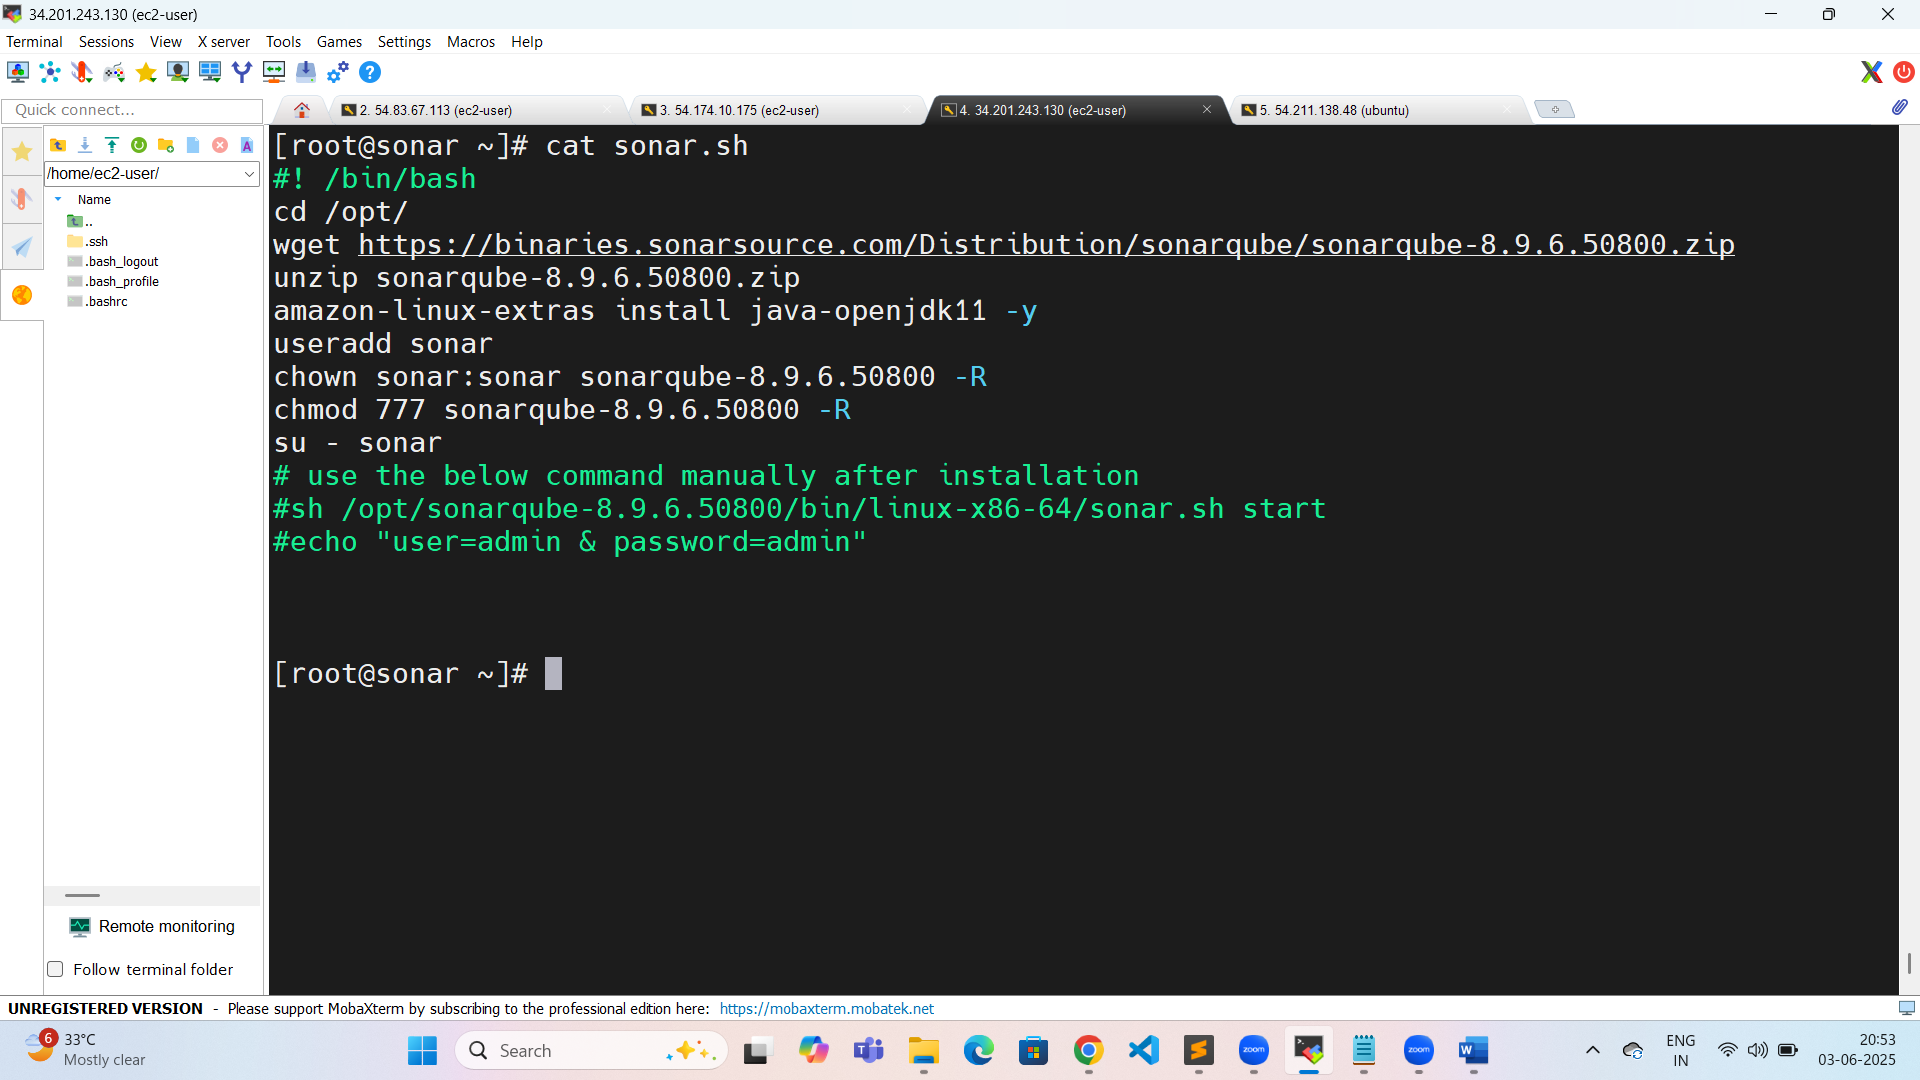 34.201.243.130 (ec2-user)
Terminal Sessions View X server Tools Games Settings Macros Help
Quick connect...
2. 54.83.67.113 (ec2-user)
3. 54.174.10.175 (ec2-user)
4. 34.201.243.130 (ec2-user)
5. 54.211.138.48 (ubuntu)
/home/ec2-user/
Name
..
.ssh
.bash_logout
.bash_profile
.bashrc
Remote monitoring
Follow terminal folder
[root@sonar ~]# cat sonar.sh
#! /bin/bash
cd /opt/
wget https://binaries.sonarsource.com/Distribution/sonarqube/sonarqube-8.9.6.50800.zip
unzip sonarqube-8.9.6.50800.zip
amazon-linux-extras install java-openjdk11 -y
useradd sonar
chown sonar:sonar sonarqube-8.9.6.50800 -R
chmod 777 sonarqube-8.9.6.50800 -R
su - sonar
# use the below command manually after installation
#sh /opt/sonarqube-8.9.6.50800/bin/linux-x86-64/sonar.sh start
#echo "user=admin & password=admin"
[root@sonar ~]#
UNREGISTERED VERSION - Please support MobaXterm by subscribing to the professional edition here: https://mobaxterm.mobatek.net
6
33°C
Mostly clear
Search
zoom
zoom
ENG
IN
20:53
03-06-2025